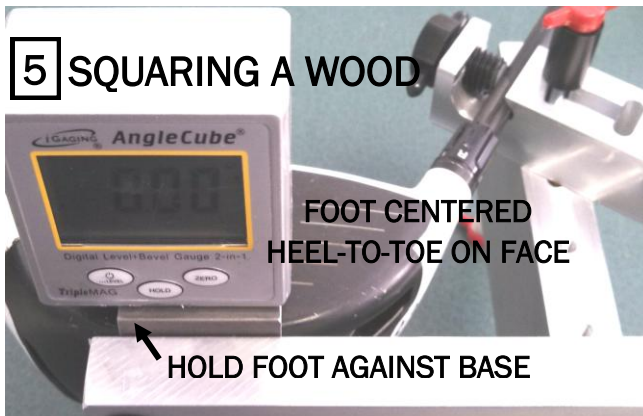 5 SQUARING A WOOD
iGAGING® AngleCube®
0.00
FOOT CENTERED
HEEL-TO-TOE ON FACE
Digital Level+Bevel Gauge 2-in-1.
ZERO
TripleMAG HOLD
HOLD FOOT AGAINST BASE